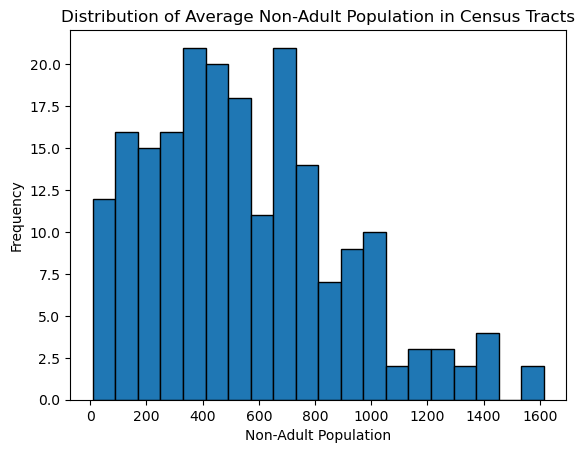 Distribution of Average Non-Adult Population in Census Tracts
20.0
17.5
15.0
12.5
10.0
7.5
5.0
2.5
0.0
Frequency
0 200 400 600 800 1000 1200 1400 1600
Non-Adult Population